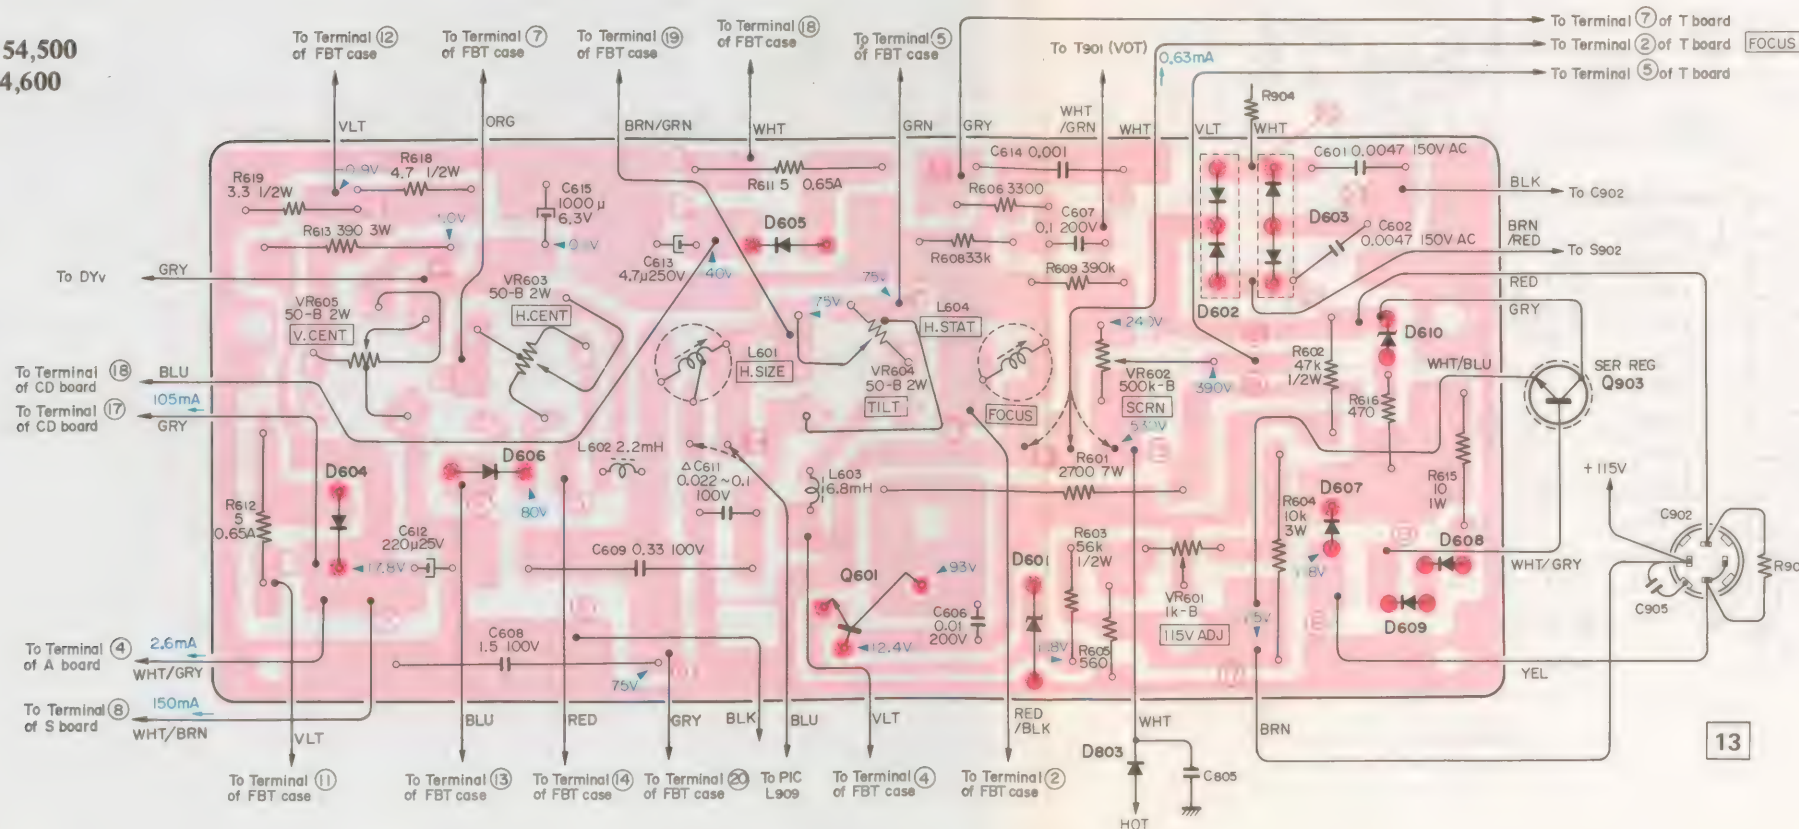 54,500
4,600
To Terminal ⑫
of FBT case
To Terminal ⑦
of FBT case
To Terminal ⑲
of FBT case
To Terminal ⑱
of FBT case
To Terminal ⑤
of FBT case
To T901 (VOT)
0,63mA
To Terminal ⑦ of T board
To Terminal ② of T board
FOCUS
To Terminal ⑤ of T board
VLT
ORG
BRN/GRN
WHT
GRN
GRY
WHT
/GRN
WHT
VLT
WHT
R904
R619
3.3 1/2W
R618
4.7 1/2W
R613 390 3W
C615
1000μ
6.3V
R611 5 0.65A
D605
C613
4.7μ250V
40V
C614 0,001
R606 3300
C607
0.1 200V
R608 33k
R609 390k
C601 0.0047 150V AC
D603
C602
0.0047 150V AC
D602
BLK
To C902
BRN
/RED
To S902
RED
GRY
To DYv
GRY
VR605
50-B 2W
V.CENT
VR603
50-B 2W
H.CENT
L601
H.SIZE
75V
75V
L604
H.STAT
VR604
50-B 2W
TILT
FOCUS
240V
VR602
500k-B
SCRN
390V
530V
R602
47k
1/2W
D610
R616
470
WHT/BLU
SER REG
Q903
To Terminal ⑱
of CD board
BLU
To Terminal ⑰
of CD board
105mA
GRY
D604
R612
5
0.65A
17.8V
C612
220μ25V
D606
80V
L602 2.2mH
△ C611
0.022~0.1
100V
C609 0.33 100V
L603
6.8mH
R601
2700 7W
Q601
93V
12.4V
C606
0.01
200V
D601
R603
56k
1/2W
R605
560
VR601
1k-B
115V ADJ
R604
10k
3W
D607
R615
10
1W
D608
D609
WHT/GRY
+115V
C902
C905
C608
1.5 100V
75V
To Terminal ④
of A board
2.6mA
WHT/GRY
To Terminal ⑧
of S board
150mA
WHT/BRN
YEL
VLT
BLU
RED
GRY
BLK
BLU
VLT
RED
/BLK
WHT
BRN
D803
C805
HOT
To Terminal ⑪
of FBT case
To Terminal ⑬
of FBT case
To Terminal ⑭
of FBT case
To Terminal ⑳
of FBT case
To PIC
L909
To Terminal ④
of FBT case
To Terminal ②
of FBT case
13